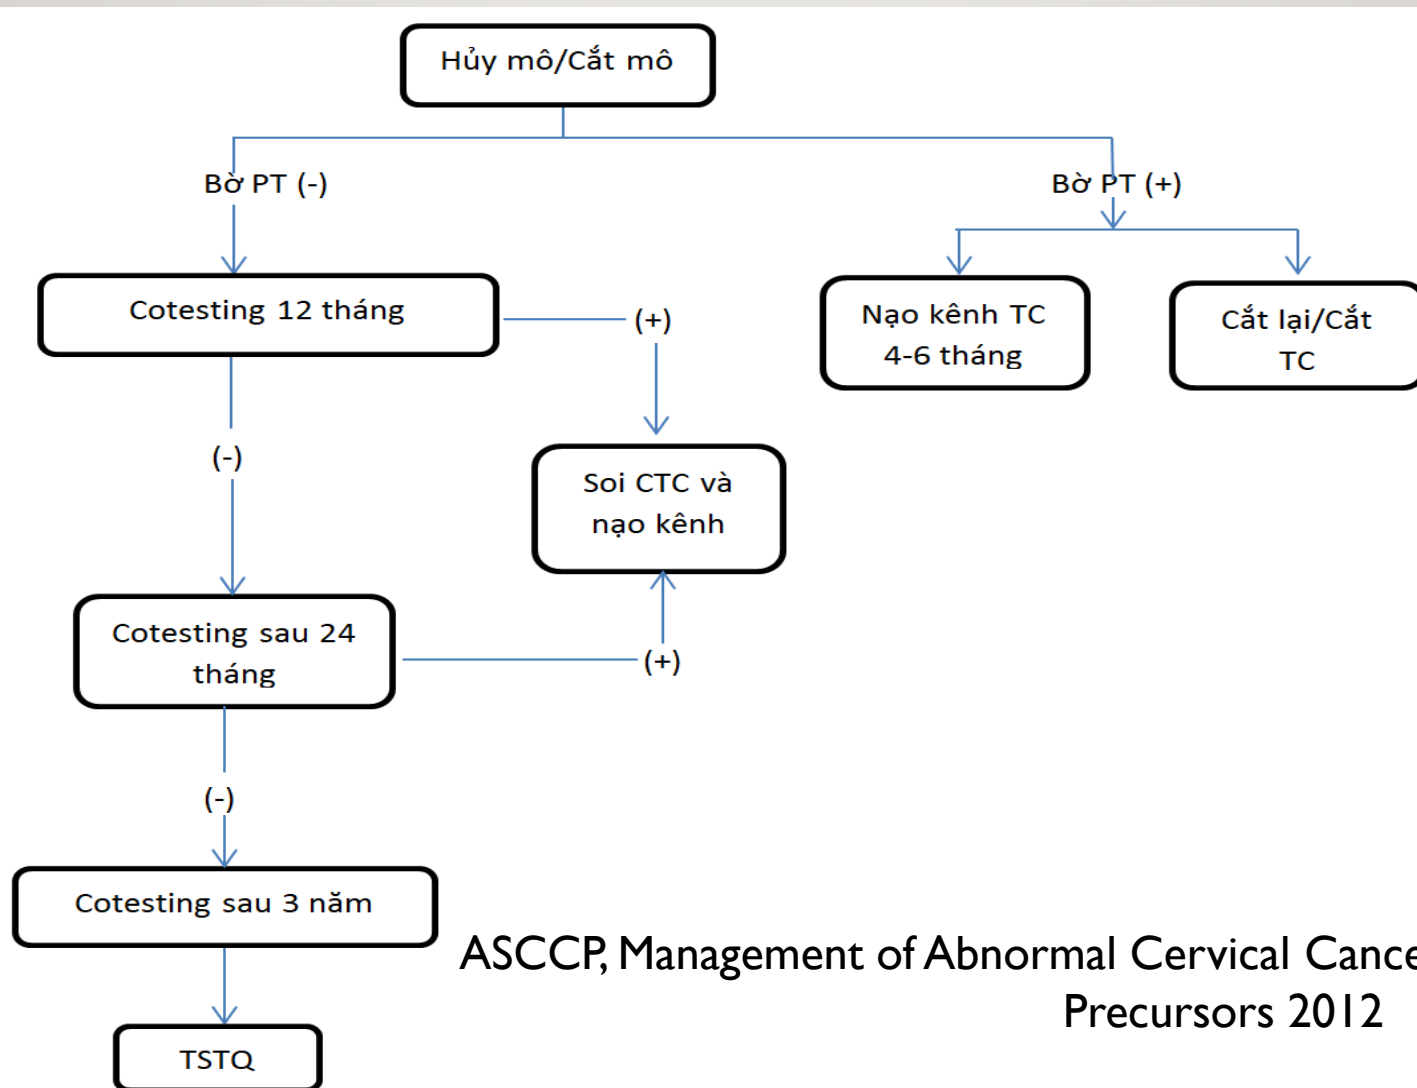 Hủy mô/Cắt mô
Bờ PT (-)
Bờ PT (+)
Cotesting 12 tháng
(+)
Nạo kênh TC
4-6 tháng
Cắt lại/Cắt
TC
(-)
Soi CTC và
nạo kênh
Cotesting sau 24
tháng
(+)
(-)
Cotesting sau 3 năm
ASCCP, Management of Abnormal Cervical Cance
Precursors 2012
TSTQ